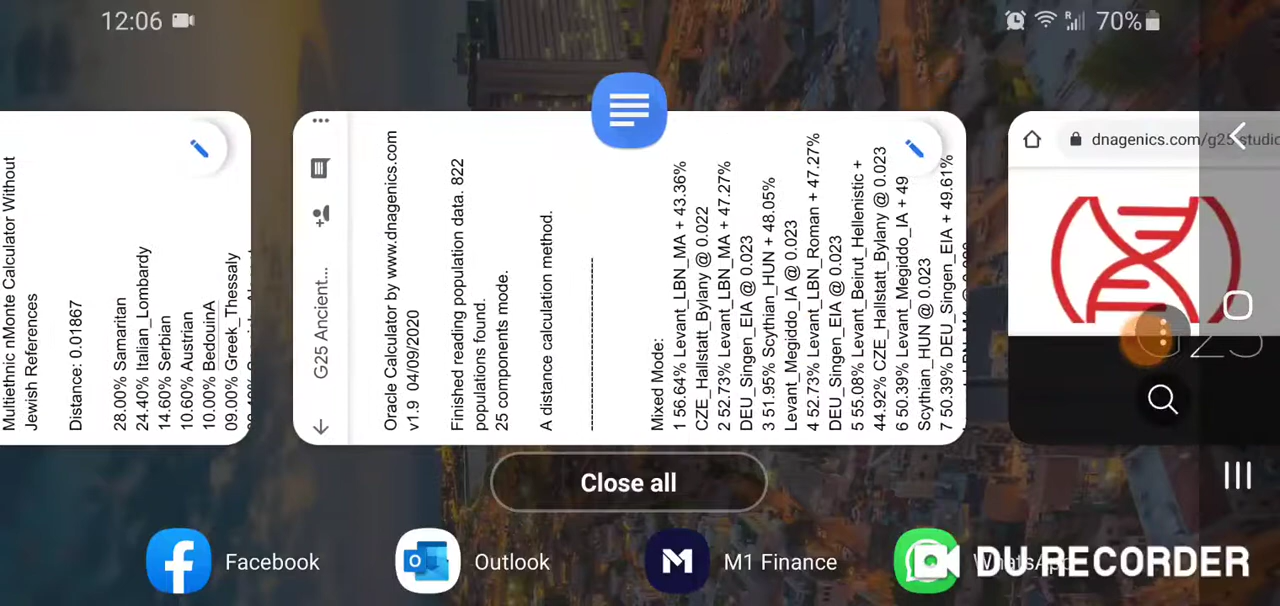 12:06
R
70%
Multiethnic nMonte Calculator Without
Jewish References
Distance: 0.01867
28.00% Samaritan
24.40% Italian_Lombardy
14.60% Serbian
10.60% Austrian
10.00% BedouinA
09.00% Greek_Thessaly
G25 Ancient...
Oracle Calculator by www.dnagenics.com
v1.9 04/09/2020
Finished reading population data. 822
populations found.
25 components mode.
A distance calculation method.
--------------------------------
Mixed Mode:
1 56.64% Levant_LBN_MA + 43.36%
CZE_Hallstatt_Bylany @ 0.022
2 52.73% Levant_LBN_MA + 47.27%
DEU_Singen_EIA @ 0.023
3 51.95% Scythian_HUN + 48.05%
Levant_Megiddo_IA @ 0.023
4 52.73% Levant_LBN_Roman + 47.27%
DEU_Singen_EIA @ 0.023
5 55.08% Levant_Beirut_Hellenistic +
44.92% CZE_Hallstatt_Bylany @ 0.023
6 50.39% Levant_Megiddo_IA + 49
Scythian_HUN @ 0.023
7 50.39% DEU_Singen_EIA + 49.61%
dnagenics.com/g25studio
G25
Close all
Facebook
Outlook
M1 Finance
WhatsApp
DU RECORDER